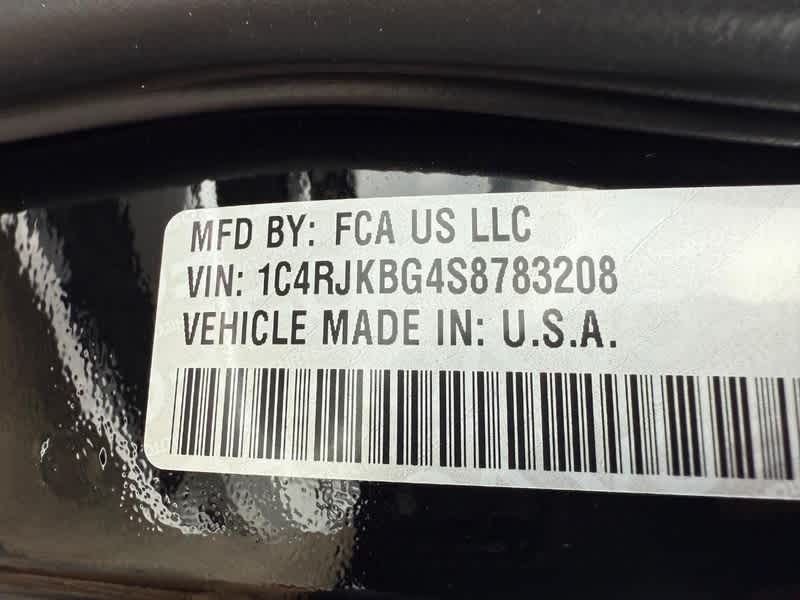 MFD BY: FCA US LLC
VIN: 1C4RJKBG4S8783208
VEHICLE MADE IN: U.S.A.